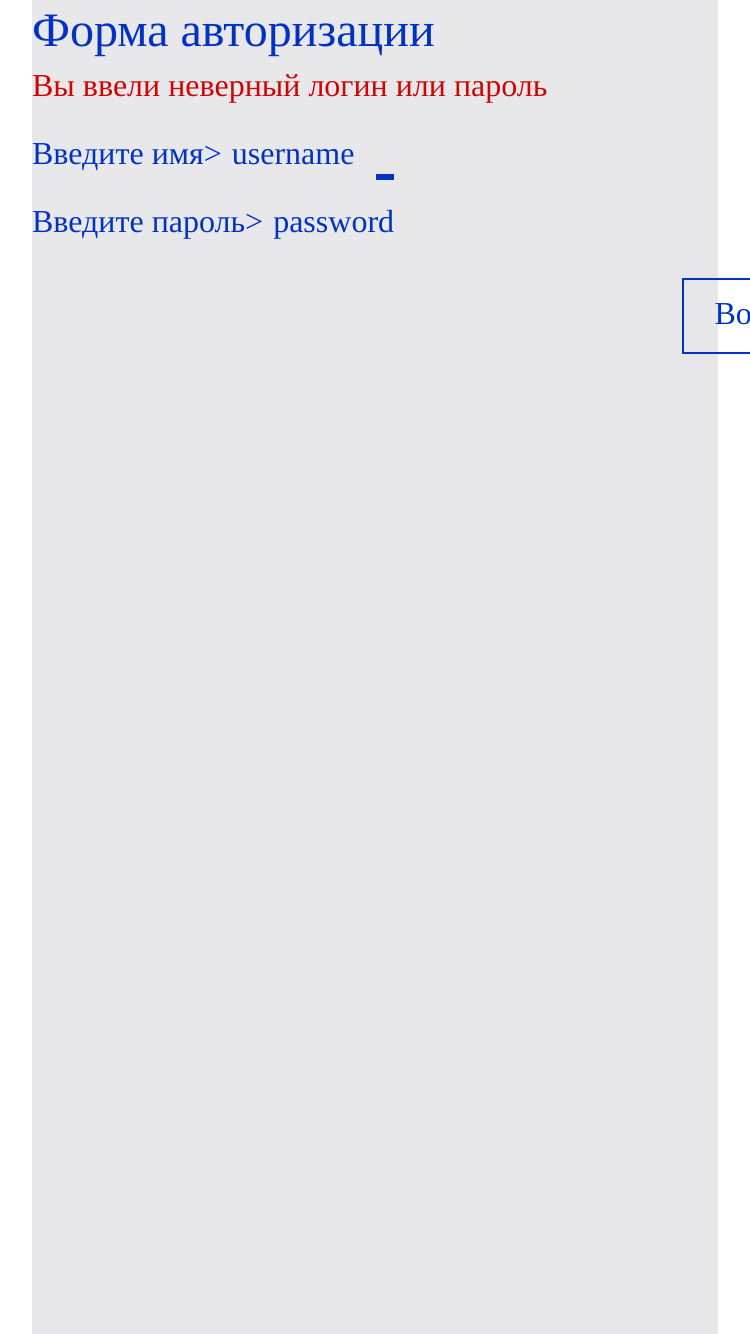 Форма авторизации
Вы ввели неверный логин или пароль
Введите имя> username
Введите пароль> password
Во